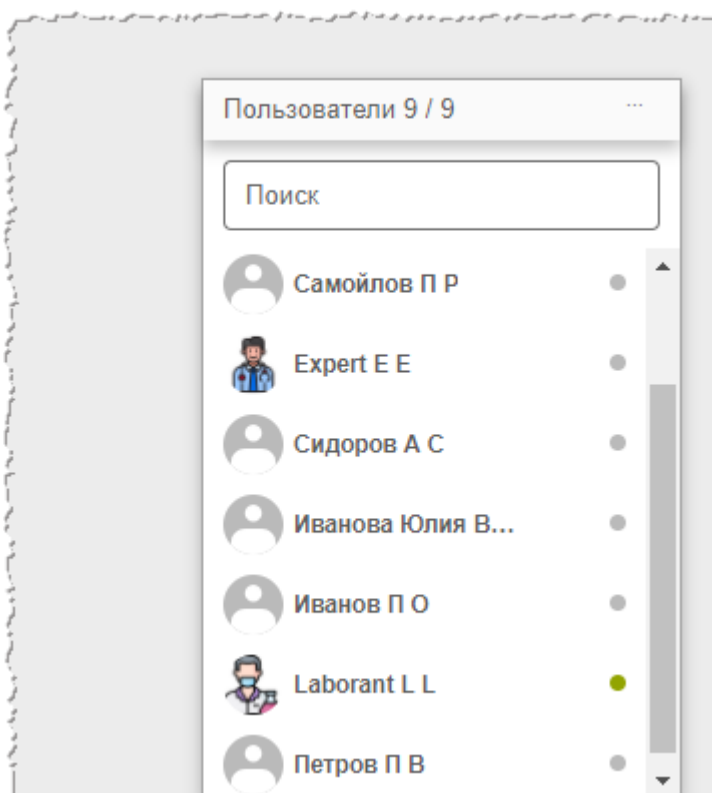 Пользователи 9 / 9 ...
Поиск
Самойлов П Р
Expert E E
Сидоров А С
Иванова Юлия В...
Иванов П О
Laborant L L
Петров П В